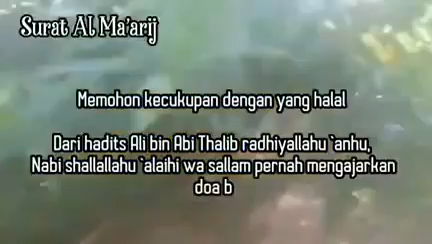 Surat Al Ma'arij
Memohon kecukupan dengan yang halal
Dari hadits Ali bin Abi Thalib radhiyallahu `anhu,
Nabi shallallahu `alaihi wa sallam pernah mengajarkan
doa b